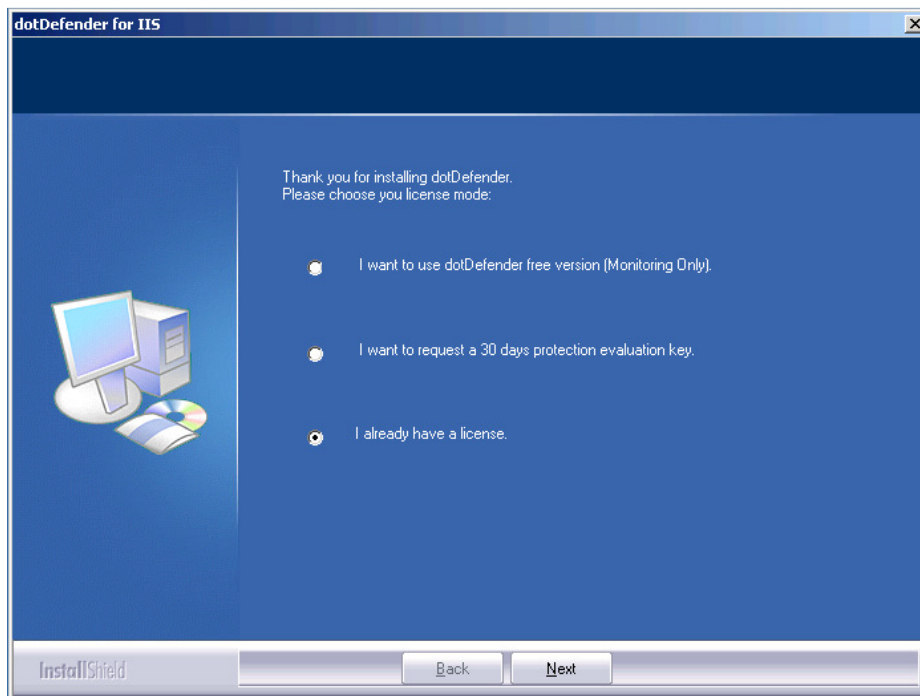 dotDefender for IIS
Thank you for installing dotDefender.
Please choose you license mode:
I want to use dotDefender free version (Monitoring Only).
I want to request a 30 days protection evaluation key.
I already have a license.
InstallShield
Back
Next